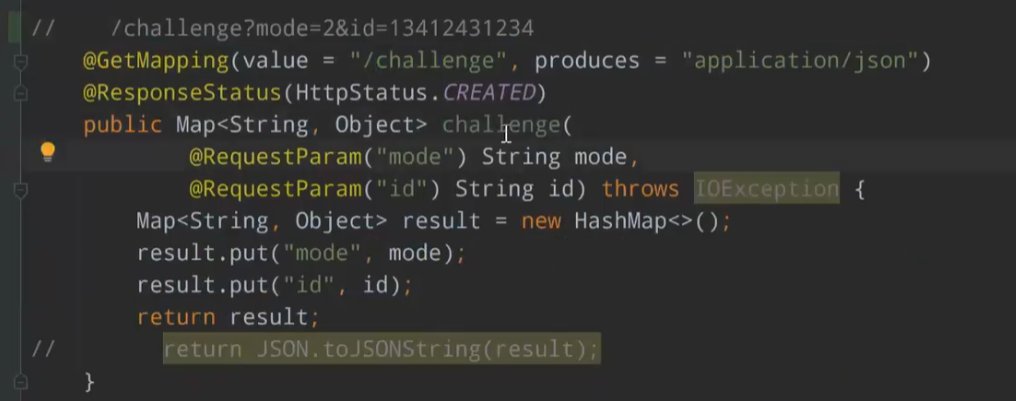 //    /challenge?mode=2&id=13412431234
@GetMapping(value = "/challenge", produces = "application/json")
@ResponseStatus(HttpStatus.CREATED)
public Map<String, Object> challenge(
@RequestParam("mode") String mode,
@RequestParam("id") String id) throws IOException {
Map<String, Object> result = new HashMap<>();
result.put("mode", mode);
result.put("id", id);
return result;
//    return JSON.toJSONString(result);
}